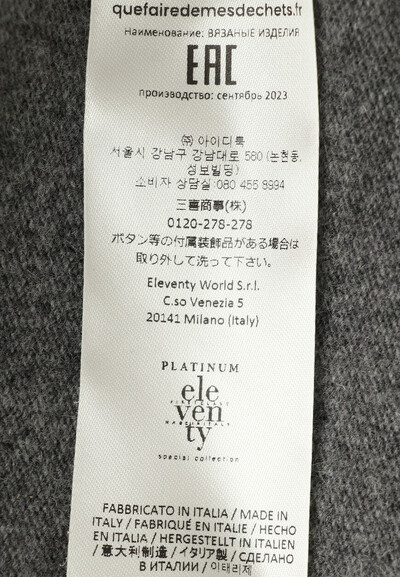 quefairedemesdechets.fr
Наименование: ВЯЗАНЫЕ ИЗДЕЛИЯ
EAC
производство: сентябрь 2023
㈜ 아이디룩
서울시 강남구 강남대로 580 (논현동,
성보빌딩)
소비자 상담실:080 455 8994
三喜商事(株)
0120-278-278
ボタン等の付属装飾品がある場合は
取り外して洗って下さい。
Eleventy World S.r.l.
C.so Venezia 5
20141 Milano (Italy)
PLATINUM
ele
ven
MADE IN ITALY
ty
special collection
FABBRICATO IN ITALIA / MADE IN
ITALY / FABRIQUÉ EN ITALIE / HECHO
EN ITALIA / HERGESTELLT IN ITALIEN
/ 意大利制造 / イタリア製 / СДЕЛАНО
В ИТАЛИИ / 이태리제